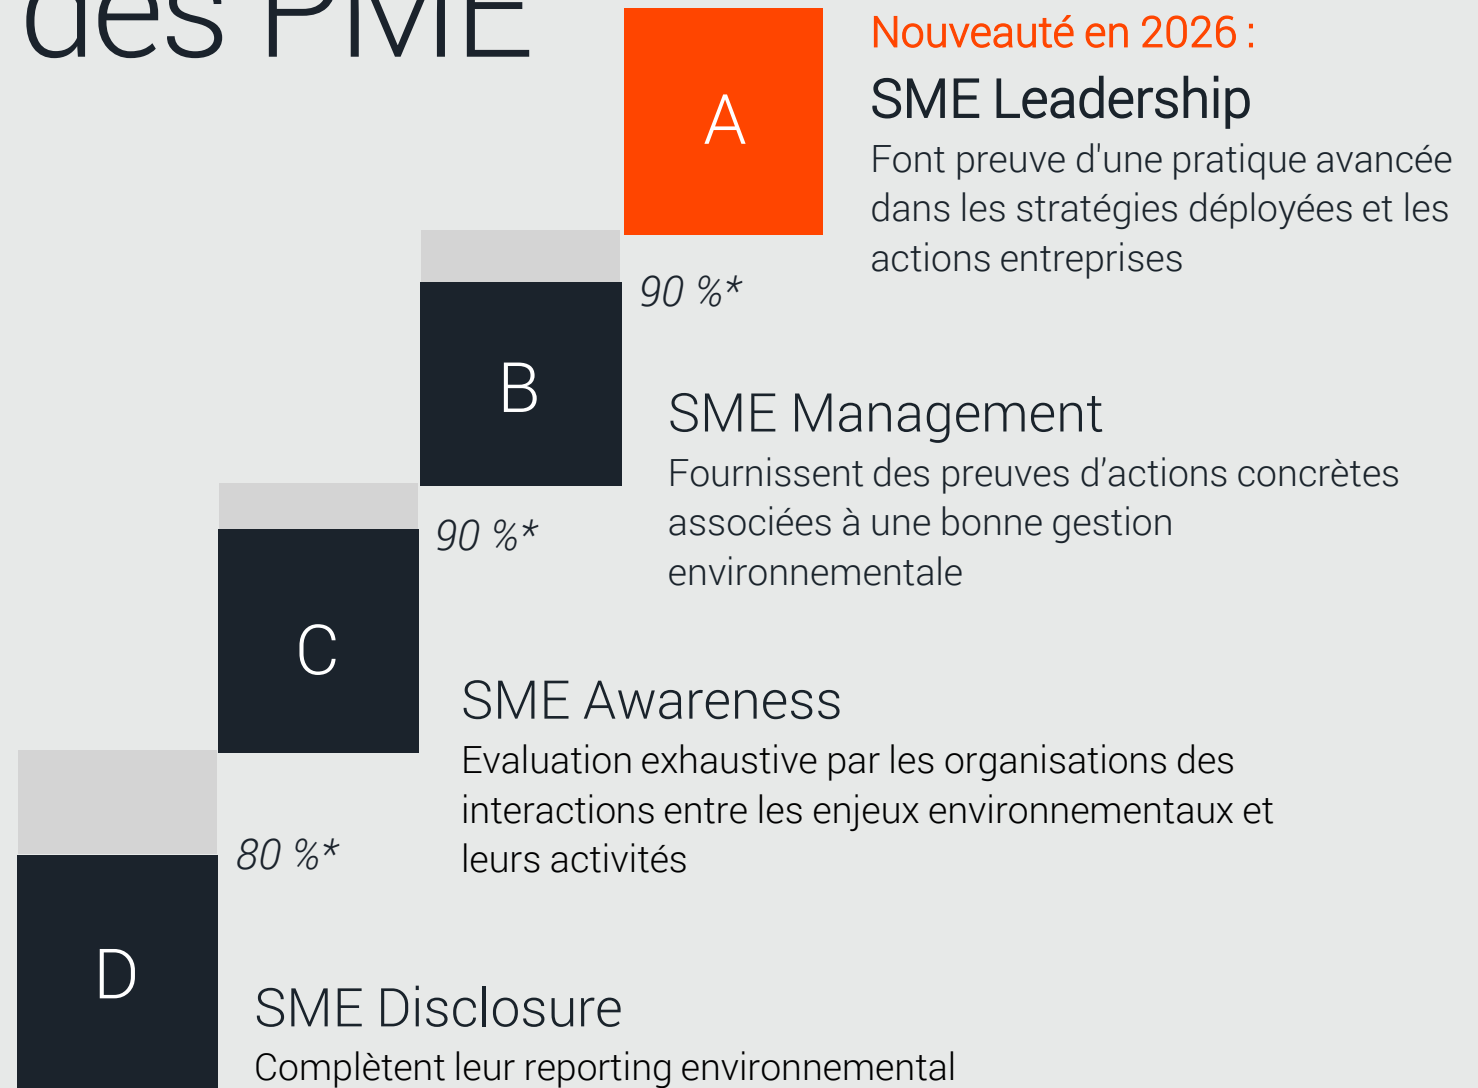 des PME
A
Nouveauté en 2026 :
SME Leadership
Font preuve d'une pratique avancée
dans les stratégies déployées et les
actions entreprises
90 %*
B
SME Management
Fournissent des preuves d’actions concrètes
associées à une bonne gestion
environnementale
90 %*
C
SME Awareness
Evaluation exhaustive par les organisations des
interactions entre les enjeux environnementaux et
leurs activités
80 %*
D
SME Disclosure
Complètent leur reporting environnemental